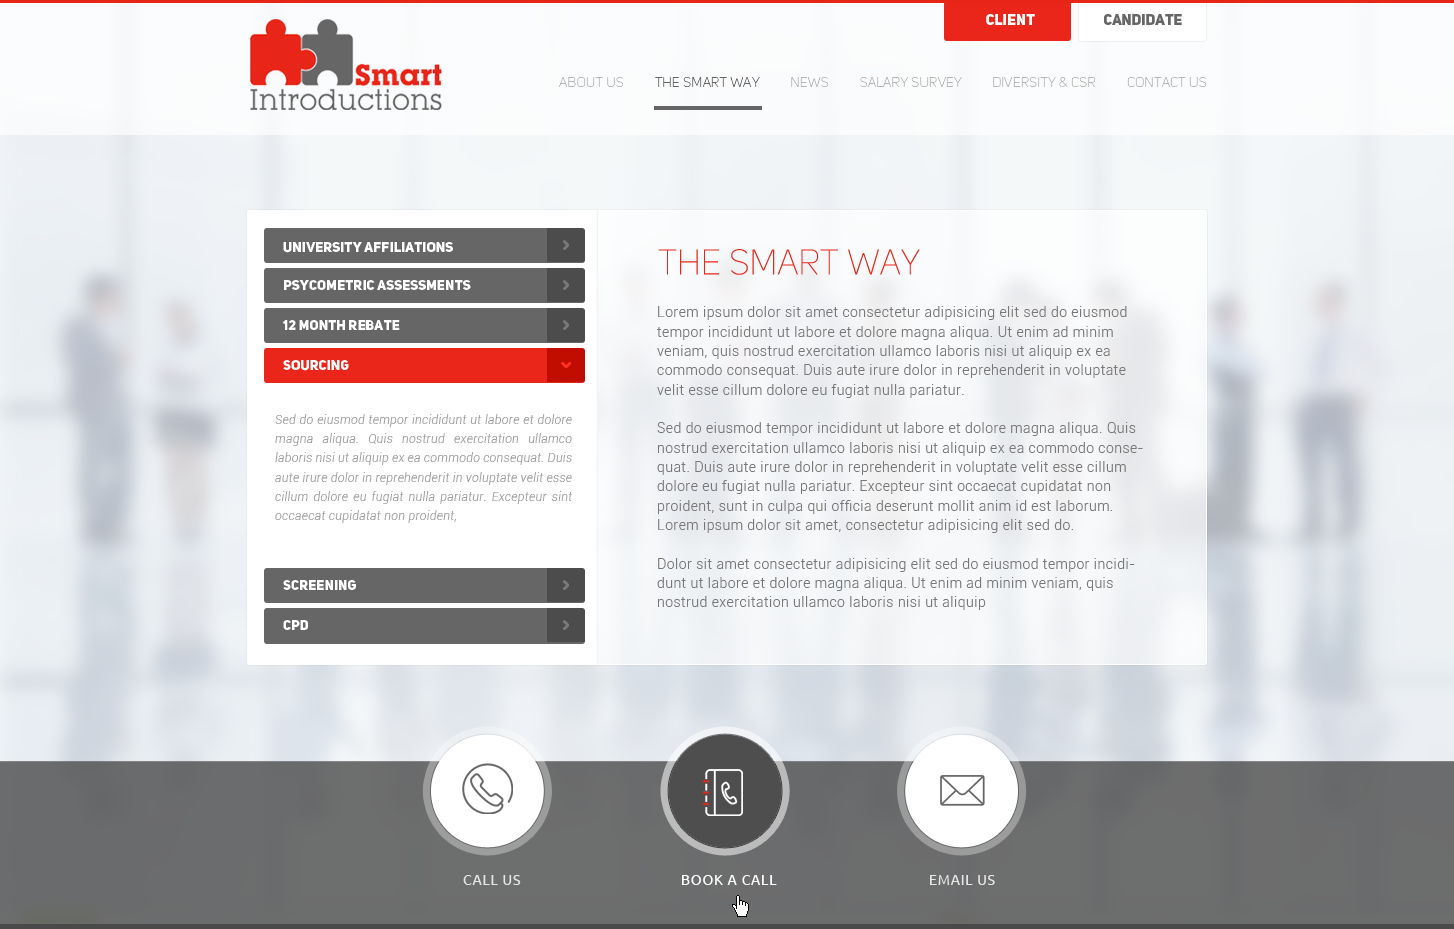 CLIENT
CANDIDATE
Smart
Introductions
ABOUT US
THE SMART WAY
NEWS
SALARY SURVEY
DIVERSITY & CSR
CONTACT US
UNIVERSITY AFFILIATIONS
PSYCOMETRIC ASSESSMENTS
12 MONTH REBATE
SOURCING
Sed do eiusmod tempor incididunt ut labore et dolore
magna aliqua. Quis nostrud exercitation ullamco
laboris nisi ut aliquip ex ea commodo consequat. Duis
aute irure dolor in reprehenderit in voluptate velit esse
cillum dolore eu fugiat nulla pariatur. Excepteur sint
occaecat cupidatat non proident,
SCREENING
CPD
THE SMART WAY
Lorem ipsum dolor sit amet consectetur adipisicing elit sed do eiusmod
tempor incididunt ut labore et dolore magna aliqua. Ut enim ad minim
veniam, quis nostrud exercitation ullamco laboris nisi ut aliquip ex ea
commodo consequat. Duis aute irure dolor in reprehenderit in voluptate
velit esse cillum dolore eu fugiat nulla pariatur.
Sed do eiusmod tempor incididunt ut labore et dolore magna aliqua. Quis
nostrud exercitation ullamco laboris nisi ut aliquip ex ea commodo conse-
quat. Duis aute irure dolor in reprehenderit in voluptate velit esse cillum
dolore eu fugiat nulla pariatur. Excepteur sint occaecat cupidatat non
proident, sunt in culpa qui officia deserunt mollit anim id est laborum.
Lorem ipsum dolor sit amet, consectetur adipisicing elit sed do.
Dolor sit amet consectetur adipisicing elit sed do eiusmod tempor incidi-
dunt ut labore et dolore magna aliqua. Ut enim ad minim veniam, quis
nostrud exercitation ullamco laboris nisi ut aliquip
CALL US
BOOK A CALL
EMAIL US